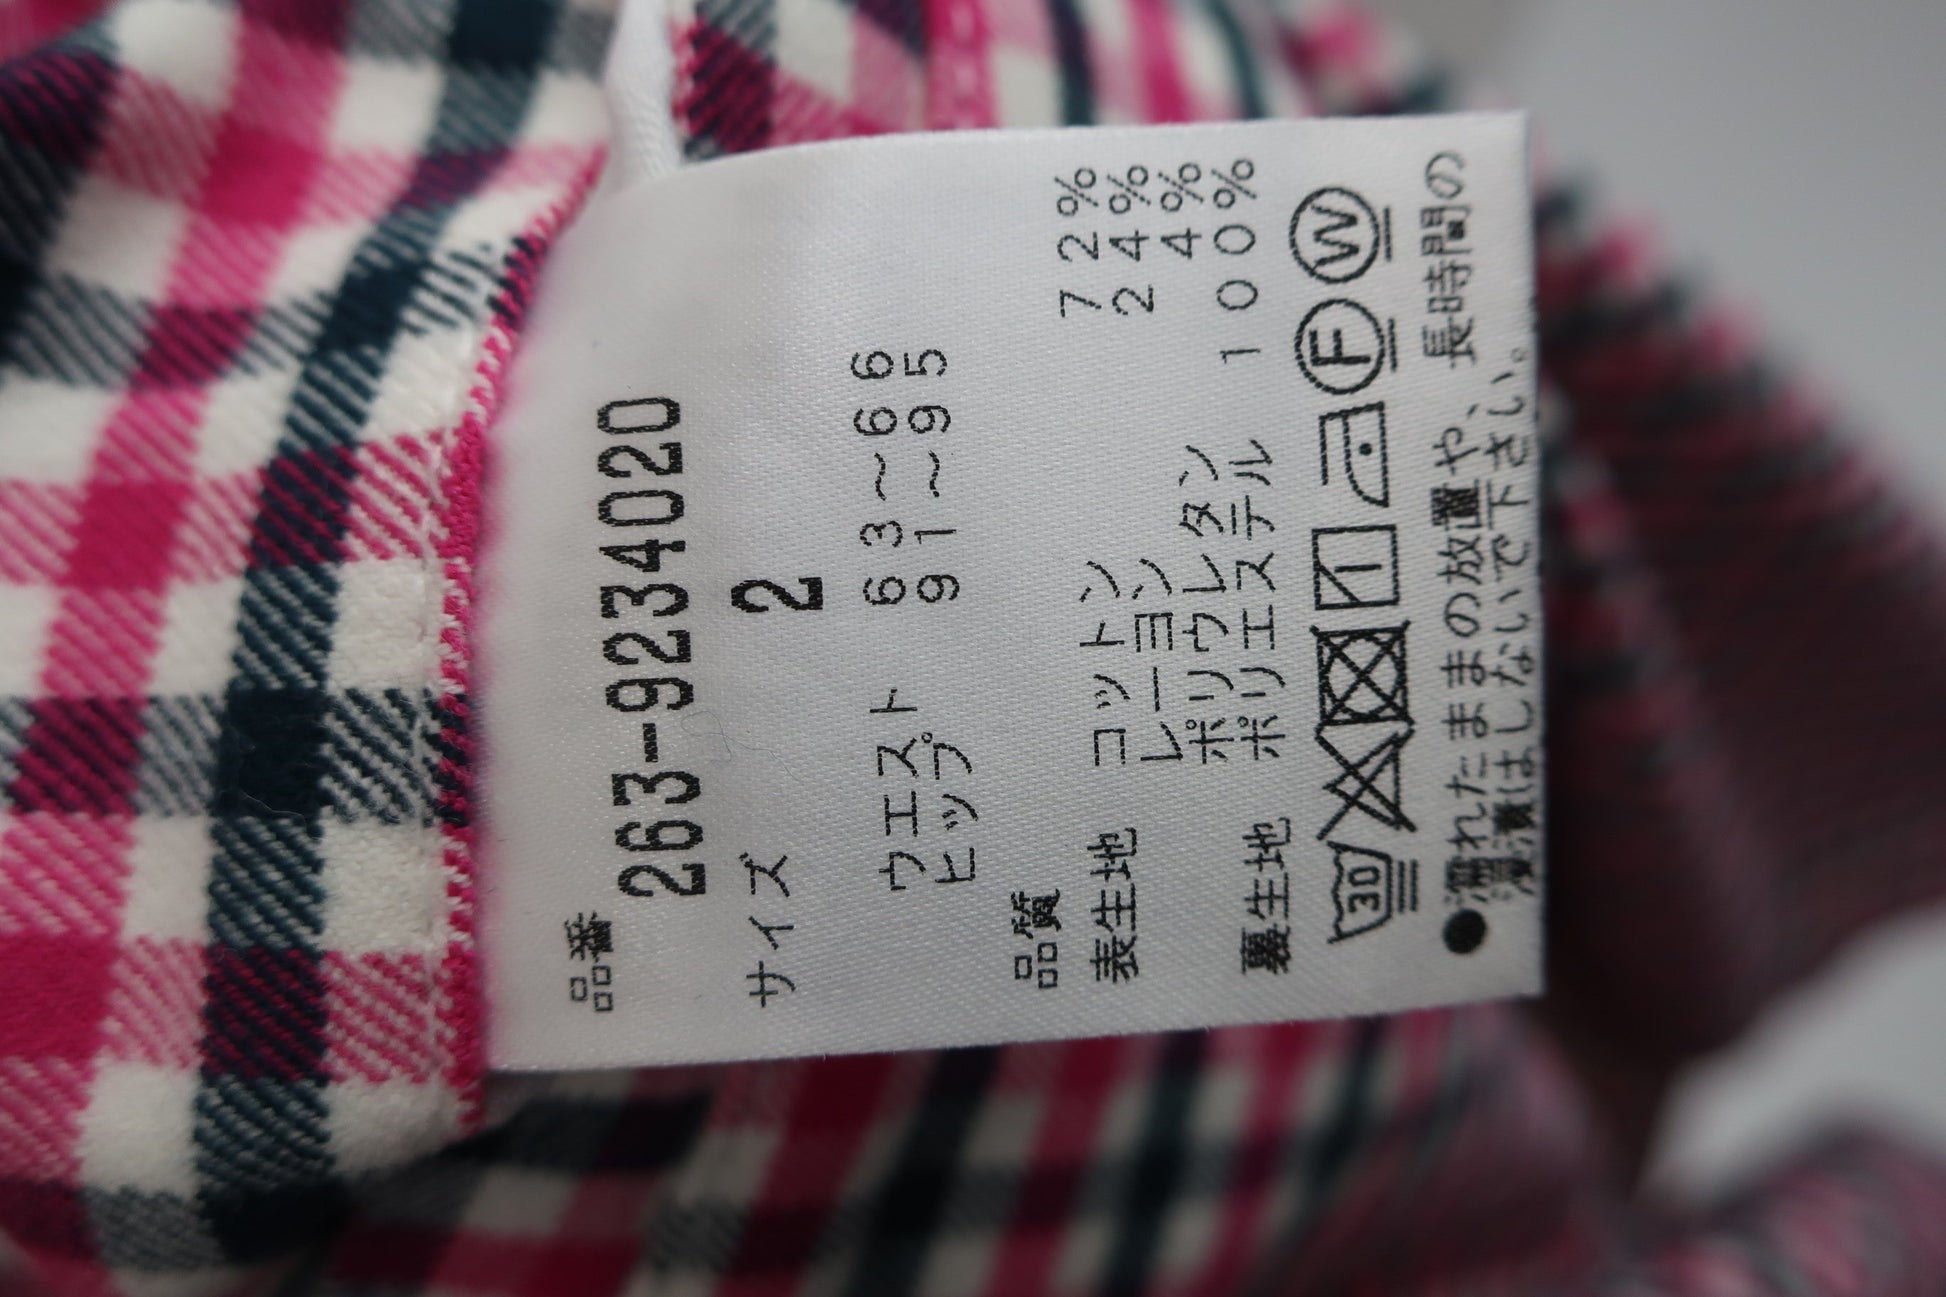 品番
263-9234020
サイズ 2
ウエスト 63～66
ヒップ 91～95
品質
表生地 コットン 72%
レーヨン 24%
ポリウレタン 4%
裏生地 ポリエステル 100%
30 F W
●濡れたままの放置や、長時間の
浸漬はしないで下さい。